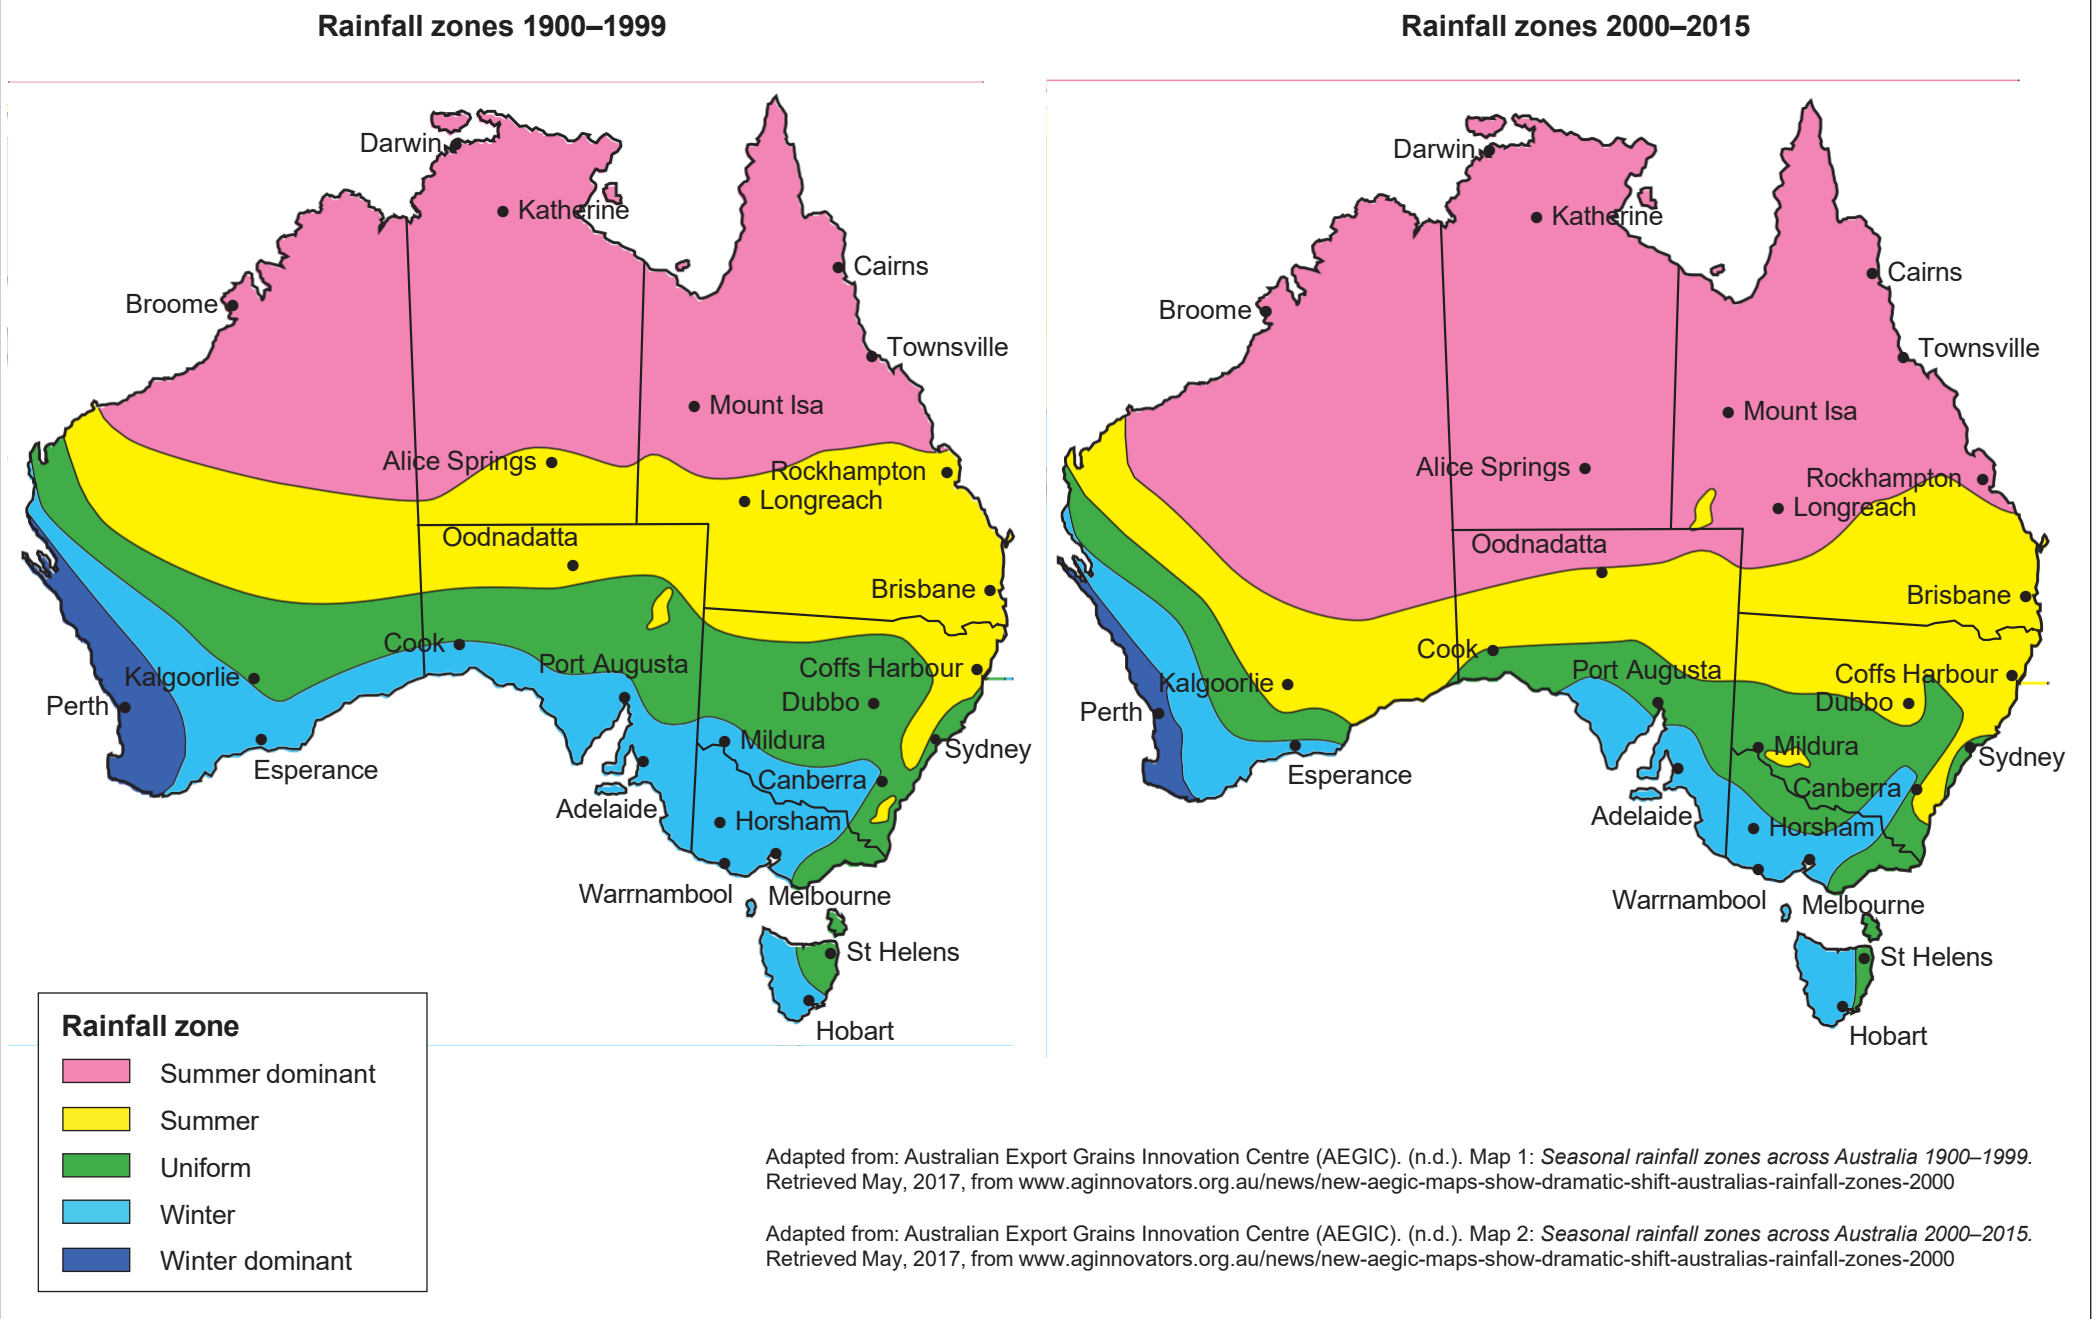 Rainfall zones 1900–1999
Darwin
Katherine
Cairns
Broome
Townsville
Mount Isa
Alice Springs
Rockhampton
Longreach
Oodnadatta
Brisbane
Cook
Port Augusta
Coffs Harbour
Kalgoorlie
Dubbo
Perth
Mildura
Sydney
Esperance
Canberra
Adelaide
Horsham
Warrnambool
Melbourne
St Helens
Hobart
Rainfall zone
Summer dominant
Summer
Uniform
Winter
Winter dominant
Rainfall zones 2000–2015
Darwin
Katherine
Cairns
Broome
Townsville
Mount Isa
Alice Springs
Rockhampton
Longreach
Oodnadatta
Brisbane
Cook
Port Augusta
Coffs Harbour
Kalgoorlie
Dubbo
Perth
Mildura
Sydney
Esperance
Canberra
Adelaide
Horsham
Warrnambool
Melbourne
St Helens
Hobart
Adapted from: Australian Export Grains Innovation Centre (AEGIC). (n.d.). Map 1: Seasonal rainfall zones across Australia 1900–1999.
Retrieved May, 2017, from www.aginnovators.org.au/news/new-aegic-maps-show-dramatic-shift-australias-rainfall-zones-2000
Adapted from: Australian Export Grains Innovation Centre (AEGIC). (n.d.). Map 2: Seasonal rainfall zones across Australia 2000–2015.
Retrieved May, 2017, from www.aginnovators.org.au/news/new-aegic-maps-show-dramatic-shift-australias-rainfall-zones-2000